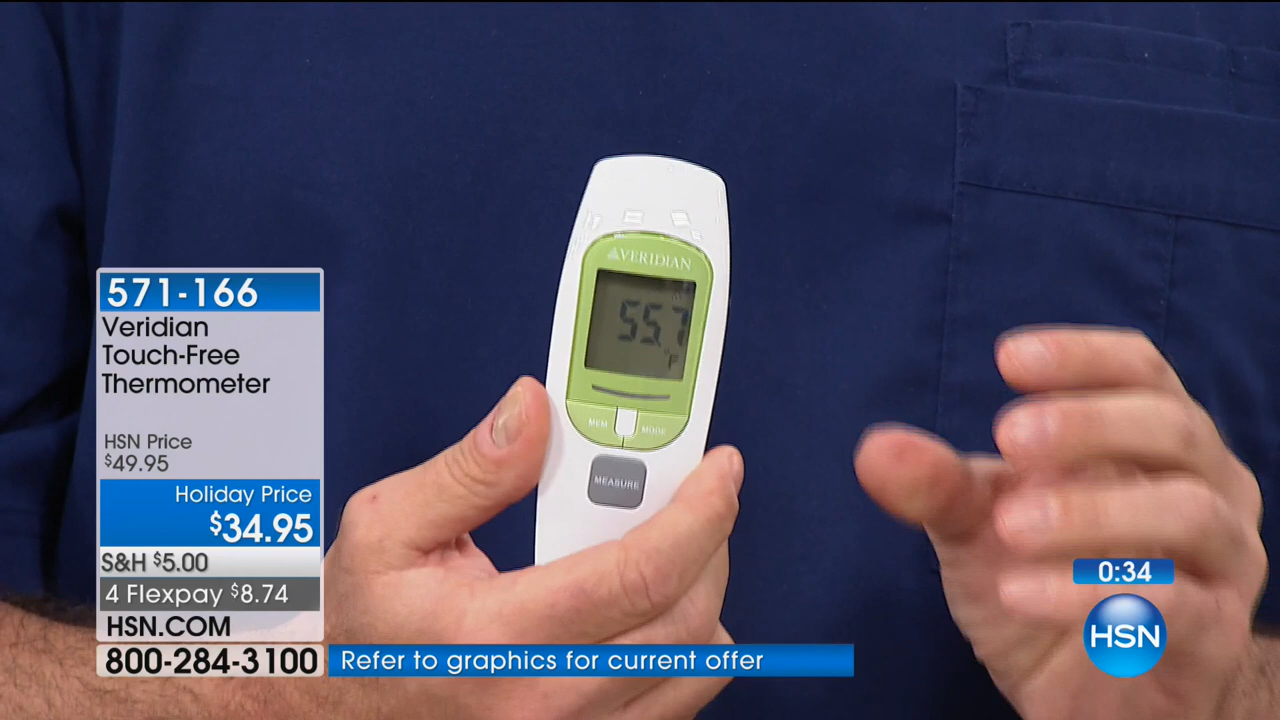 571-166
Veridian
Touch-Free
Thermometer
HSN Price
$49.95
Holiday Price
$34.95
S&H $5.00
4 Flexpay $8.74
HSN.COM
800-284-3100
Refer to graphics for current offer
VERIDIAN
55.7
°F
MEM
MODE
MEASURE
0:34
HSN